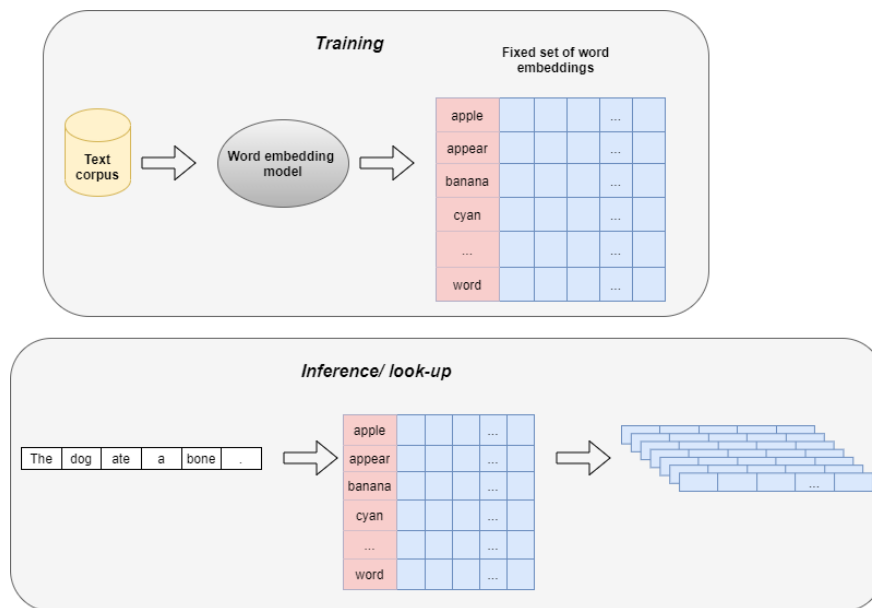 Training
Fixed set of word
embeddings
Text
corpus
Word embedding
model
apple ...
appear ...
banana ...
cyan ...
... ...
word ...
Inference/ look-up
The dog ate a bone .
apple ...
appear ...
banana ...
cyan ...
... ...
word ...
...